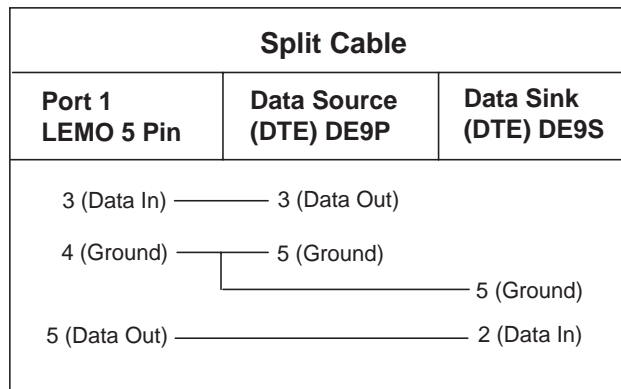 Split Cable
Port 1
LEMO 5 Pin
Data Source
(DTE) DE9P
Data Sink
(DTE) DE9S
3 (Data In) 3 (Data Out)
4 (Ground) 5 (Ground)
5 (Ground)
5 (Data Out) 2 (Data In)